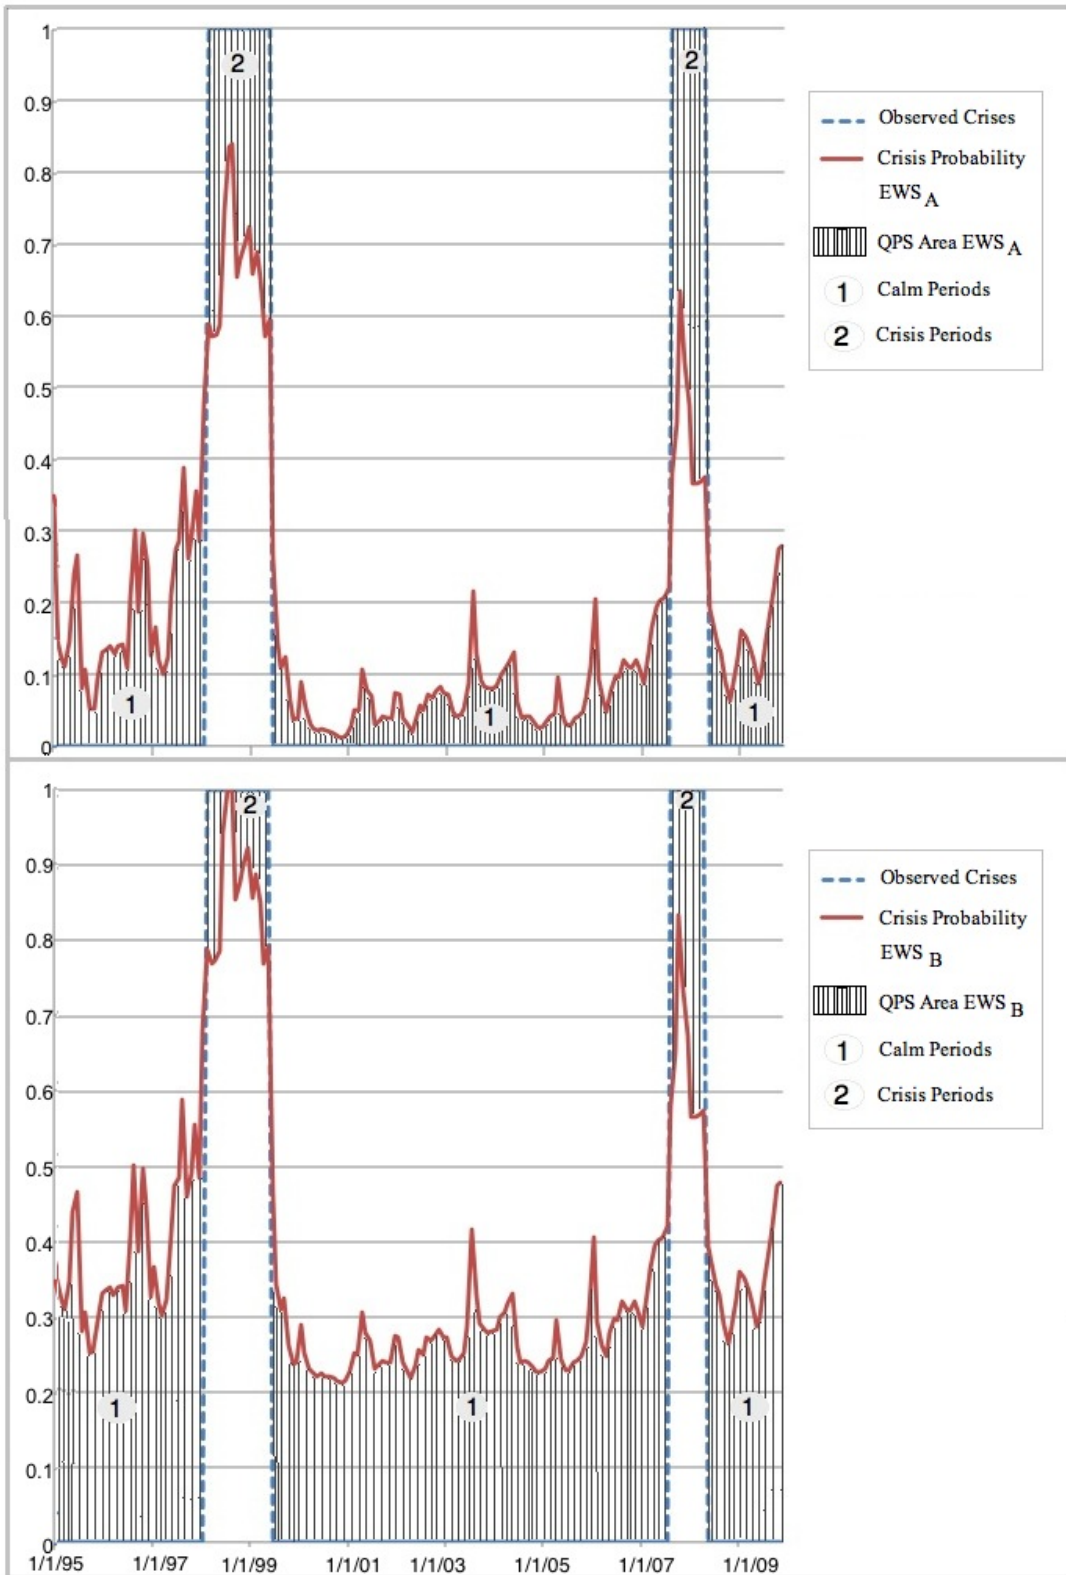 1
0.9
0.8
0.7
0.6
0.5
0.4
0.3
0.2
0.1
0
2
2
1
1
1
Observed Crises
Crisis Probability
EWS A
QPS Area EWS A
1 Calm Periods
2 Crisis Periods
1
0.9
0.8
0.7
0.6
0.5
0.4
0.3
0.2
0.1
0
2
2
1
1
1
1/1/95 1/1/97 1/1/99 1/1/01 1/1/03 1/1/05 1/1/07 1/1/09
Observed Crises
Crisis Probability
EWS B
QPS Area EWS B
1 Calm Periods
2 Crisis Periods